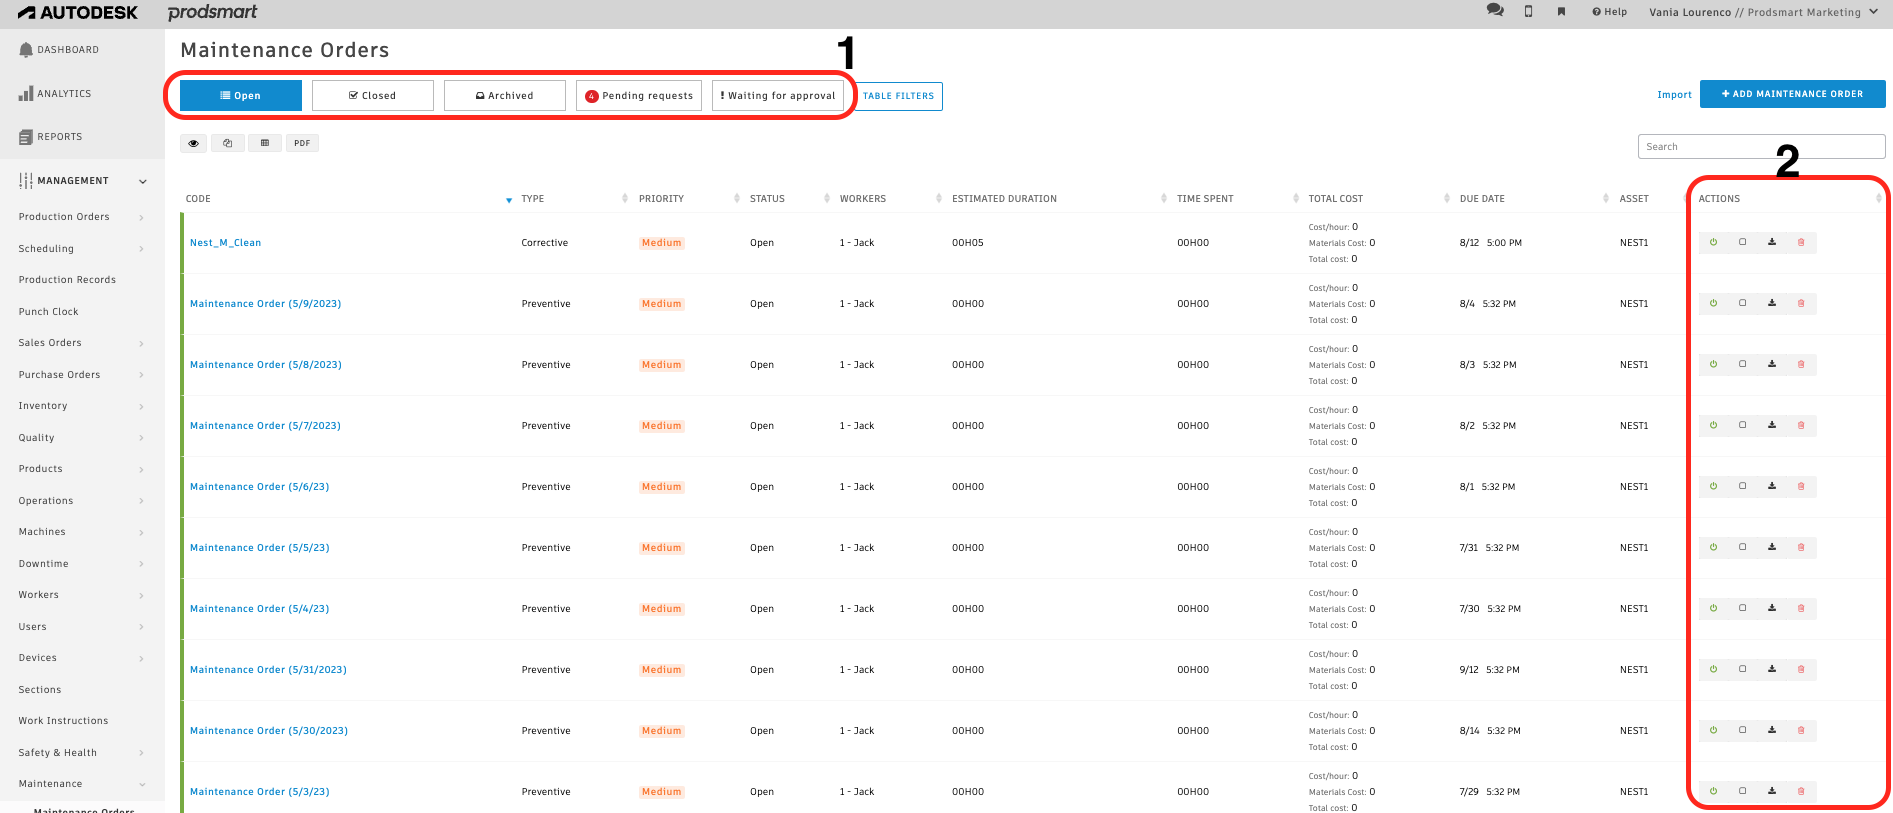 AUTODESK prodsmart Help Vania Lourenco // Prodsmart Marketing
DASHBOARD
ANALYTICS
REPORTS
MANAGEMENT
Production Orders
Scheduling
Production Records
Punch Clock
Sales Orders
Purchase Orders
Inventory
Quality
Products
Operations
Machines
Downtime
Workers
Users
Devices
Sections
Work Instructions
Safety & Health
Maintenance
Maintenance Orders
Maintenance Orders
1
Open Closed Archived 4 Pending requests ! Waiting for approval TABLE FILTERS Import + ADD MAINTENANCE ORDER
PDF
Search
2
CODE TYPE PRIORITY STATUS WORKERS ESTIMATED DURATION TIME SPENT TOTAL COST DUE DATE ASSET ACTIONS
Cost/hour: 0
Nest_M_Clean Corrective Medium Open 1 - Jack 00H05 00H00 Materials Cost: 0 8/12 5:00 PM NEST1
Total cost: 0
Cost/hour: 0
Maintenance Order (5/9/2023) Preventive Medium Open 1 - Jack 00H00 00H00 Materials Cost: 0 8/4 5:32 PM NEST1
Total cost: 0
Cost/hour: 0
Maintenance Order (5/8/2023) Preventive Medium Open 1 - Jack 00H00 00H00 Materials Cost: 0 8/3 5:32 PM NEST1
Total cost: 0
Cost/hour: 0
Maintenance Order (5/7/2023) Preventive Medium Open 1 - Jack 00H00 00H00 Materials Cost: 0 8/2 5:32 PM NEST1
Total cost: 0
Cost/hour: 0
Maintenance Order (5/6/23) Preventive Medium Open 1 - Jack 00H00 00H00 Materials Cost: 0 8/1 5:32 PM NEST1
Total cost: 0
Cost/hour: 0
Maintenance Order (5/5/23) Preventive Medium Open 1 - Jack 00H00 00H00 Materials Cost: 0 7/31 5:32 PM NEST1
Total cost: 0
Cost/hour: 0
Maintenance Order (5/4/23) Preventive Medium Open 1 - Jack 00H00 00H00 Materials Cost: 0 7/30 5:32 PM NEST1
Total cost: 0
Cost/hour: 0
Maintenance Order (5/31/2023) Preventive Medium Open 1 - Jack 00H00 00H00 Materials Cost: 0 9/12 5:32 PM NEST1
Total cost: 0
Cost/hour: 0
Maintenance Order (5/30/2023) Preventive Medium Open 1 - Jack 00H00 00H00 Materials Cost: 0 8/14 5:32 PM NEST1
Total cost: 0
Cost/hour: 0
Maintenance Order (5/3/23) Preventive Medium Open 1 - Jack 00H00 00H00 Materials Cost: 0 7/29 5:32 PM NEST1
Total cost: 0